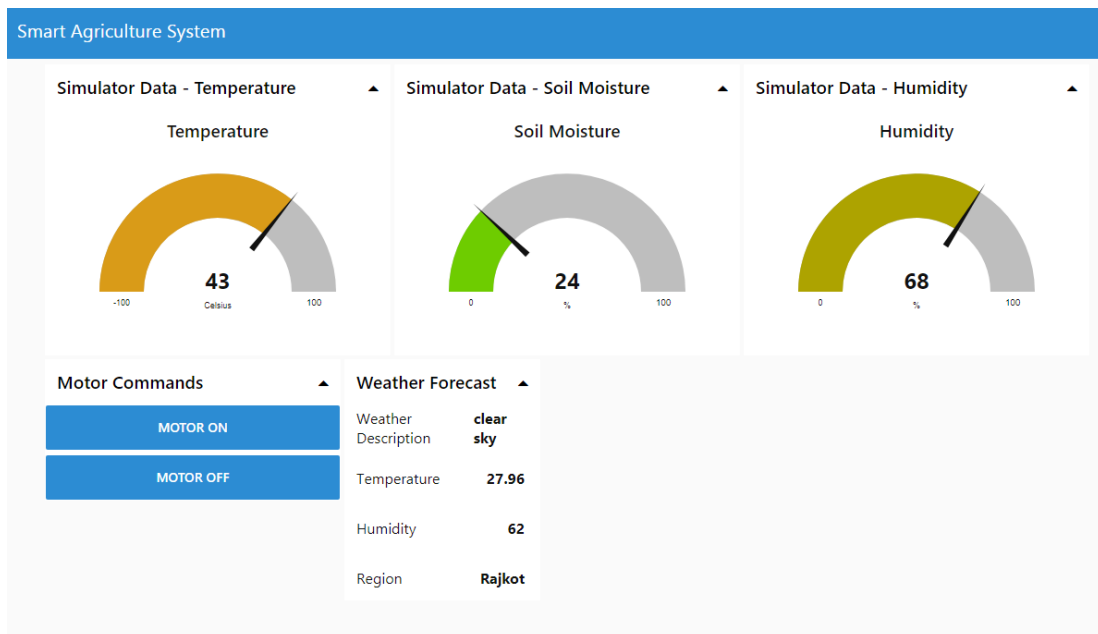 Smart Agriculture System
Simulator Data - Temperature
Temperature
43
-100
Celsius
100
Simulator Data - Soil Moisture
Soil Moisture
24
0
%
100
Simulator Data - Humidity
Humidity
68
0
%
100
Motor Commands
MOTOR ON
MOTOR OFF
Weather Forecast
Weather clear
Description sky
Temperature 27.96
Humidity 62
Region Rajkot